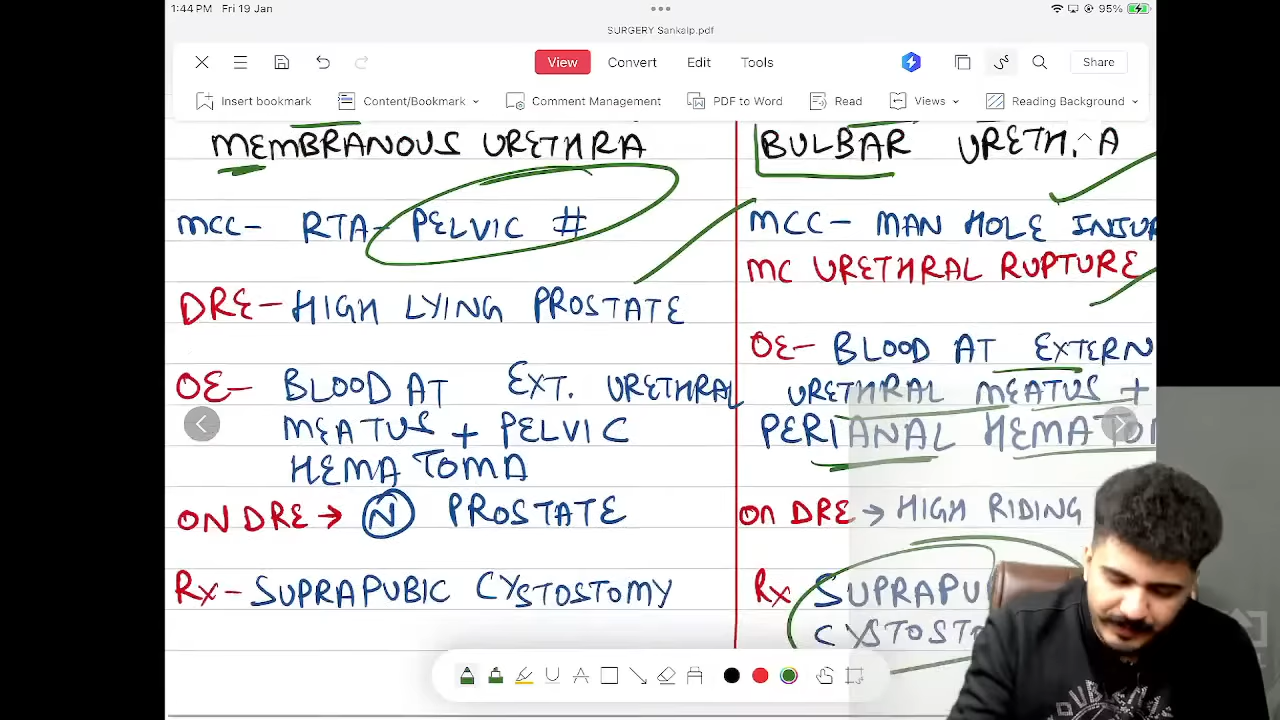 1:44 PM Fri 19 Jan
95%
SURGERY Sankalp.pdf
View Convert Edit Tools Share
Insert bookmark Content/Bookmark Comment Management PDF to Word Read Views Reading Background
MEMBRANOUS URETHRA
MCC- RTA- PELVIC #
DRE- HIGH LYING PROSTATE
OE- BLOOD AT EXT. URETHRAL
MEATUS + PELVIC
HEMATOMA
ON DRE → N PROSTATE
Rx- SUPRAPUBIC CYSTOSTOMY
BULBAR
MCC- MAN HOLE
MC URETHRAL RUPTURE
OE- BLOOD AT EXTERN
URETHRAL MEATUS +
PERIANAL HEMATO
ON DRE → HIGH RIDING
Rx SUPRAPU
CYSTOSTO